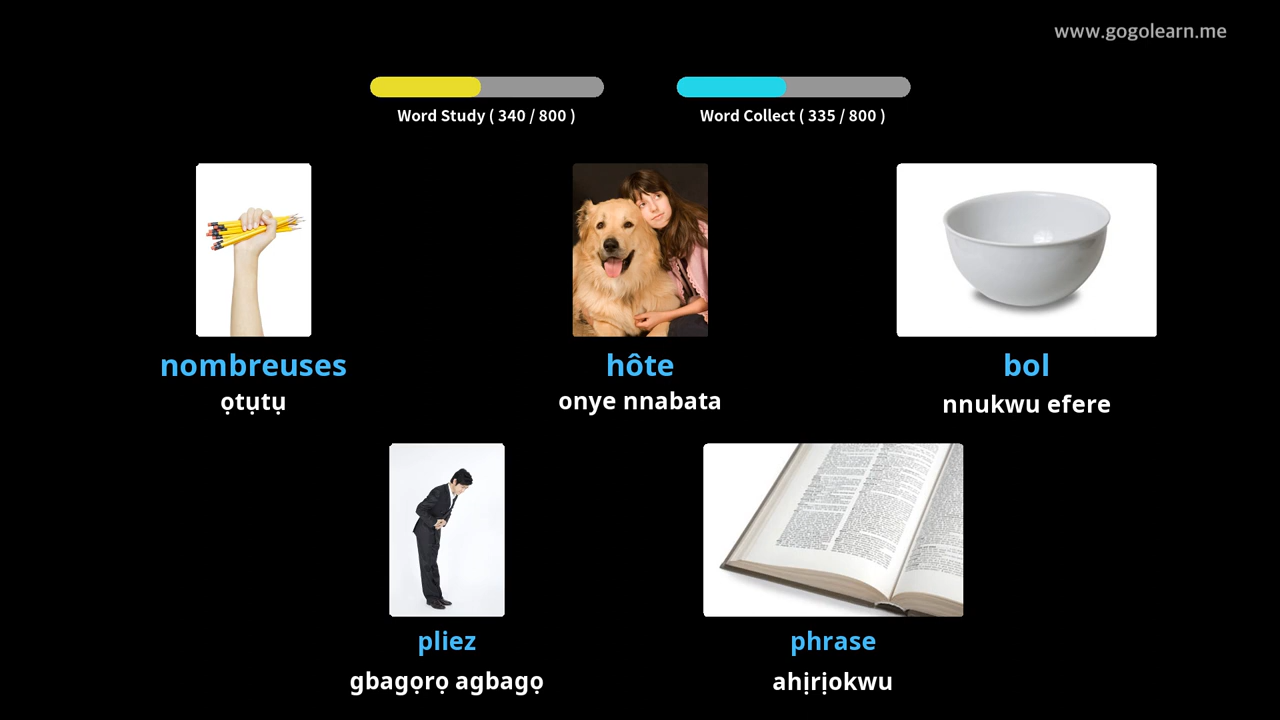 www.gogolearn.me
Word Study ( 340 / 800 )
Word Collect ( 335 / 800 )
nombreuses
ọtụtụ
hôte
onye nnabata
bol
nnukwu efere
pliez
gbagọrọ agbagọ
phrase
ahịrịokwu